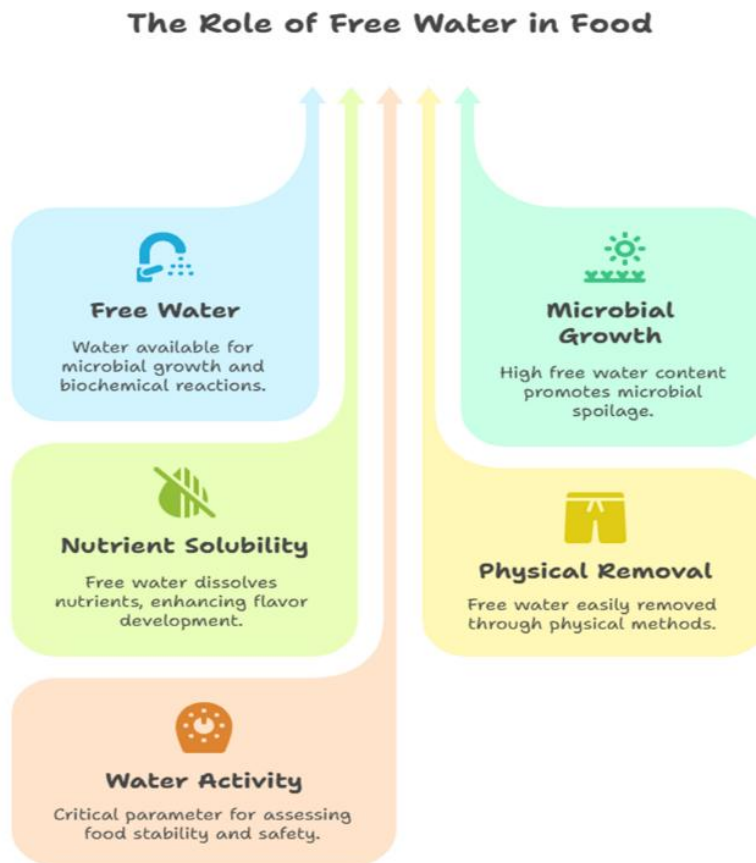 The Role of Free Water in Food
Free Water
Water available for
microbial growth and
biochemical reactions.
Microbial
Growth
High free water content
promotes microbial
spoilage.
Nutrient Solubility
Free water dissolves
nutrients, enhancing flavor
development.
Physical Removal
Free water easily removed
through physical methods.
Water Activity
Critical parameter for assessing
food stability and safety.